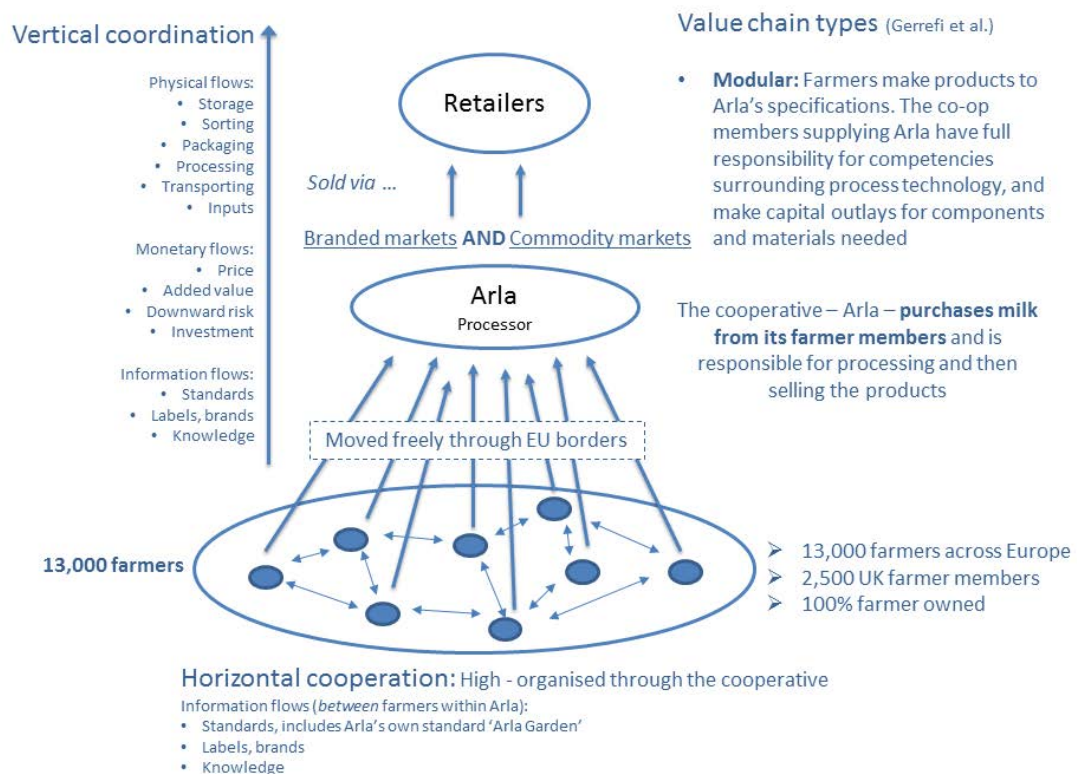 Vertical coordination
Physical flows:
• Storage
• Sorting
• Packaging
• Processing
• Transporting
• Inputs
Monetary flows:
• Price
• Added value
• Downward risk
• Investment
Information flows:
• Standards
• Labels, brands
• Knowledge
Retailers
Sold via ...
Branded markets AND Commodity markets
Arla
Processor
Moved freely through EU borders
Value chain types (Gerrefi et al.)
• Modular: Farmers make products to
Arla's specifications. The co-op
members supplying Arla have full
responsibility for competencies
surrounding process technology, and
make capital outlays for components
and materials needed
The cooperative – Arla – purchases milk
from its farmer members and is
responsible for processing and then
selling the products
13,000 farmers
➢ 13,000 farmers across Europe
➢ 2,500 UK farmer members
➢ 100% farmer owned
Horizontal cooperation: High - organised through the cooperative
Information flows (between farmers within Arla):
• Standards, includes Arla's own standard 'Arla Garden'
• Labels, brands
• Knowledge